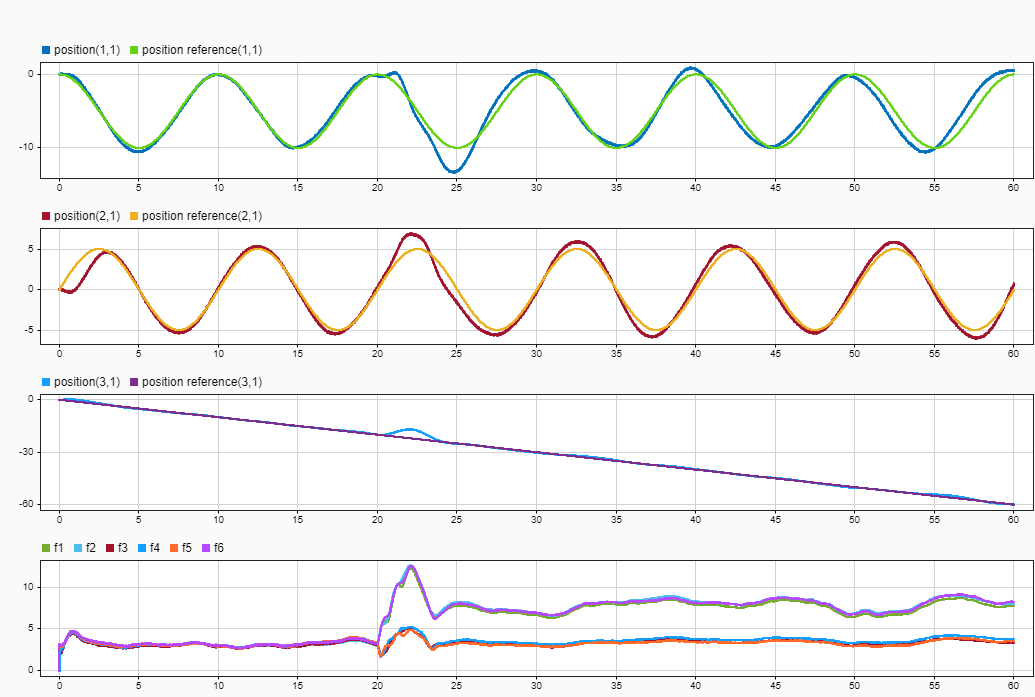 position(1,1) position reference(1,1)
0
-10
0 5 10 15 20 25 30 35 40 45 50 55 60
position(2,1) position reference(2,1)
5
0
-5
0 5 10 15 20 25 30 35 40 45 50 55 60
position(3,1) position reference(3,1)
0
-30
-60
0 5 10 15 20 25 30 35 40 45 50 55 60
f1 f2 f3 f4 f5 f6
10
5
0
0 5 10 15 20 25 30 35 40 45 50 55 60